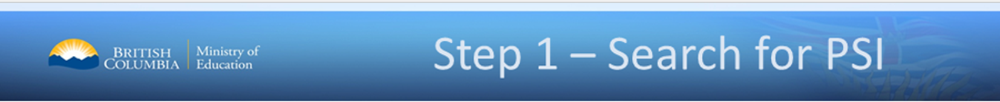 BRITISH
COLUMBIA
Ministry of
Education
Step 1 – Search for PSI